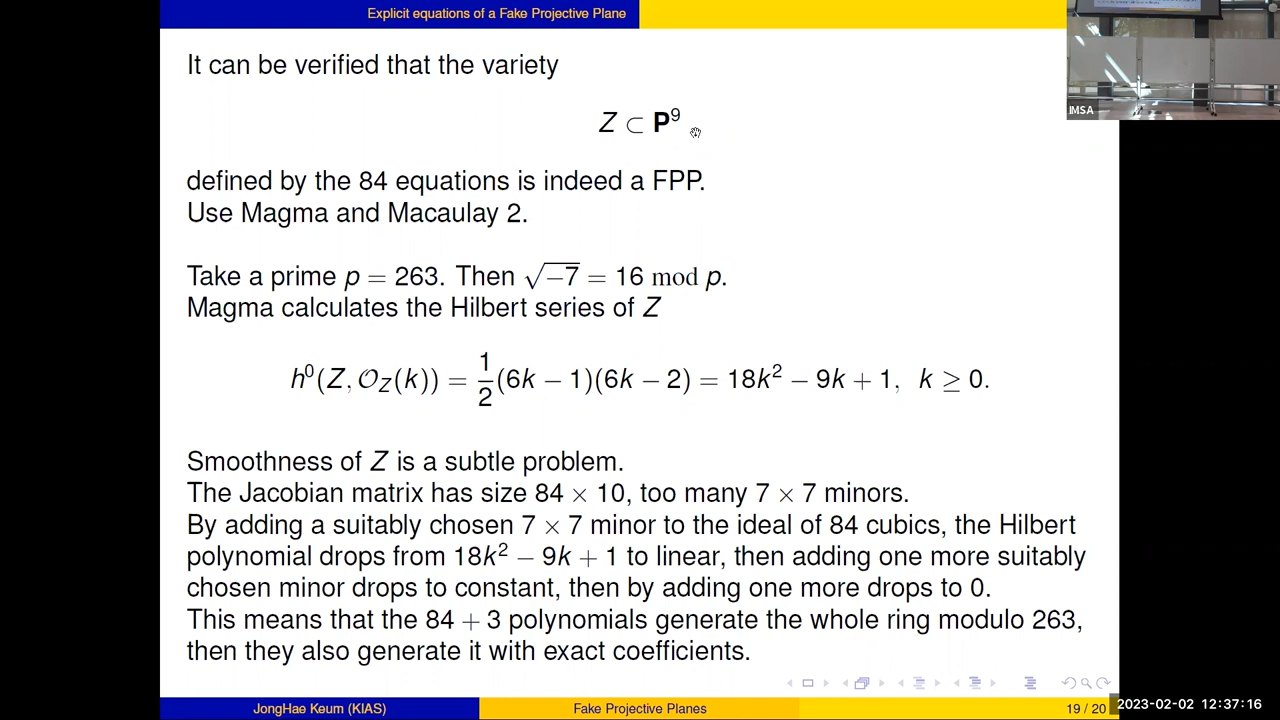 Explicit equations of a Fake Projective Plane
It can be verified that the variety
Z ⊂ P⁹
defined by the 84 equations is indeed a FPP.
Use Magma and Macaulay 2.
Take a prime p = 263. Then √−7 = 16 mod p.
Magma calculates the Hilbert series of Z
h⁰(Z, 𝒪_Z(k)) = 1/2 (6k − 1)(6k − 2) = 18k² − 9k + 1, k ≥ 0.
Smoothness of Z is a subtle problem.
The Jacobian matrix has size 84 × 10, too many 7 × 7 minors.
By adding a suitably chosen 7 × 7 minor to the ideal of 84 cubics, the Hilbert
polynomial drops from 18k² − 9k + 1 to linear, then adding one more suitably
chosen minor drops to constant, then by adding one more drops to 0.
This means that the 84 + 3 polynomials generate the whole ring modulo 263,
then they also generate it with exact coefficients.
JongHae Keum (KIAS)
Fake Projective Planes
19 / 20
IMSA
2023-02-02 12:37:16